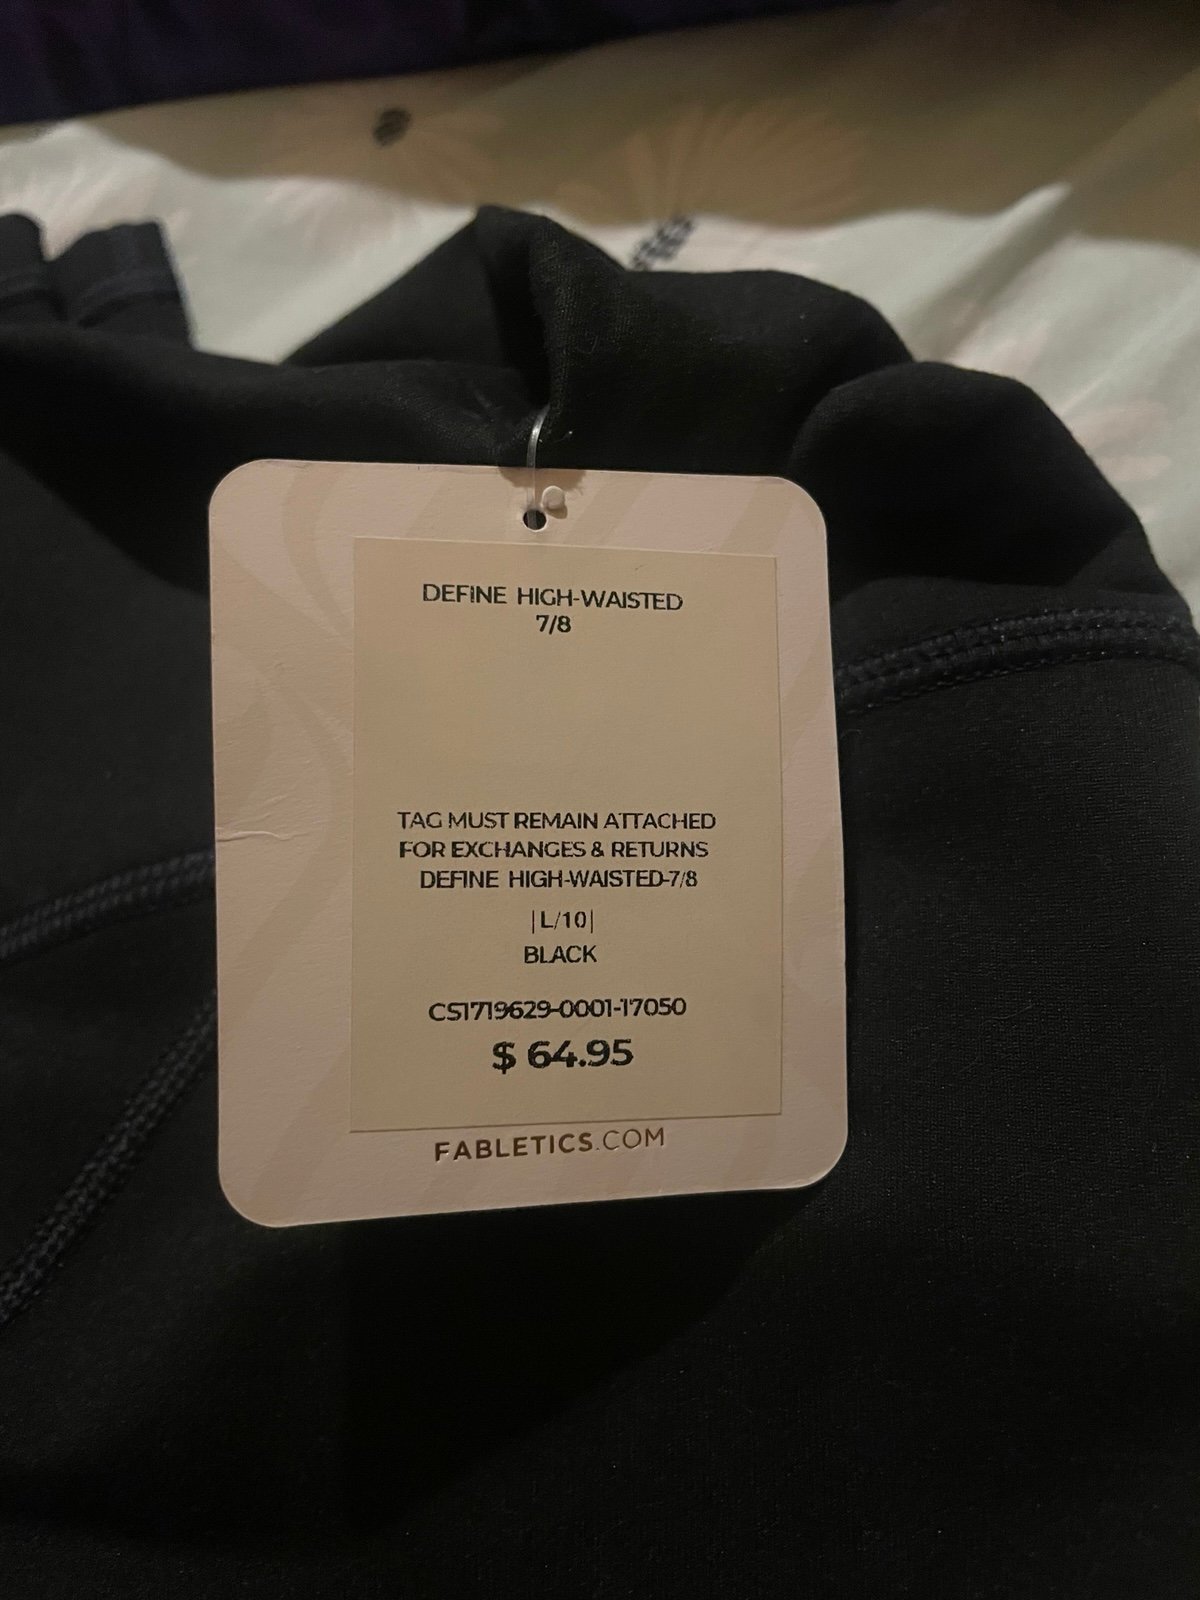 DEFINE HIGH-WAISTED
7/8
TAG MUST REMAIN ATTACHED
FOR EXCHANGES & RETURNS
DEFINE HIGH-WAISTED-7/8
|L/10|
BLACK
CS1719629-0001-17050
$ 64.95
FABLETICS.COM